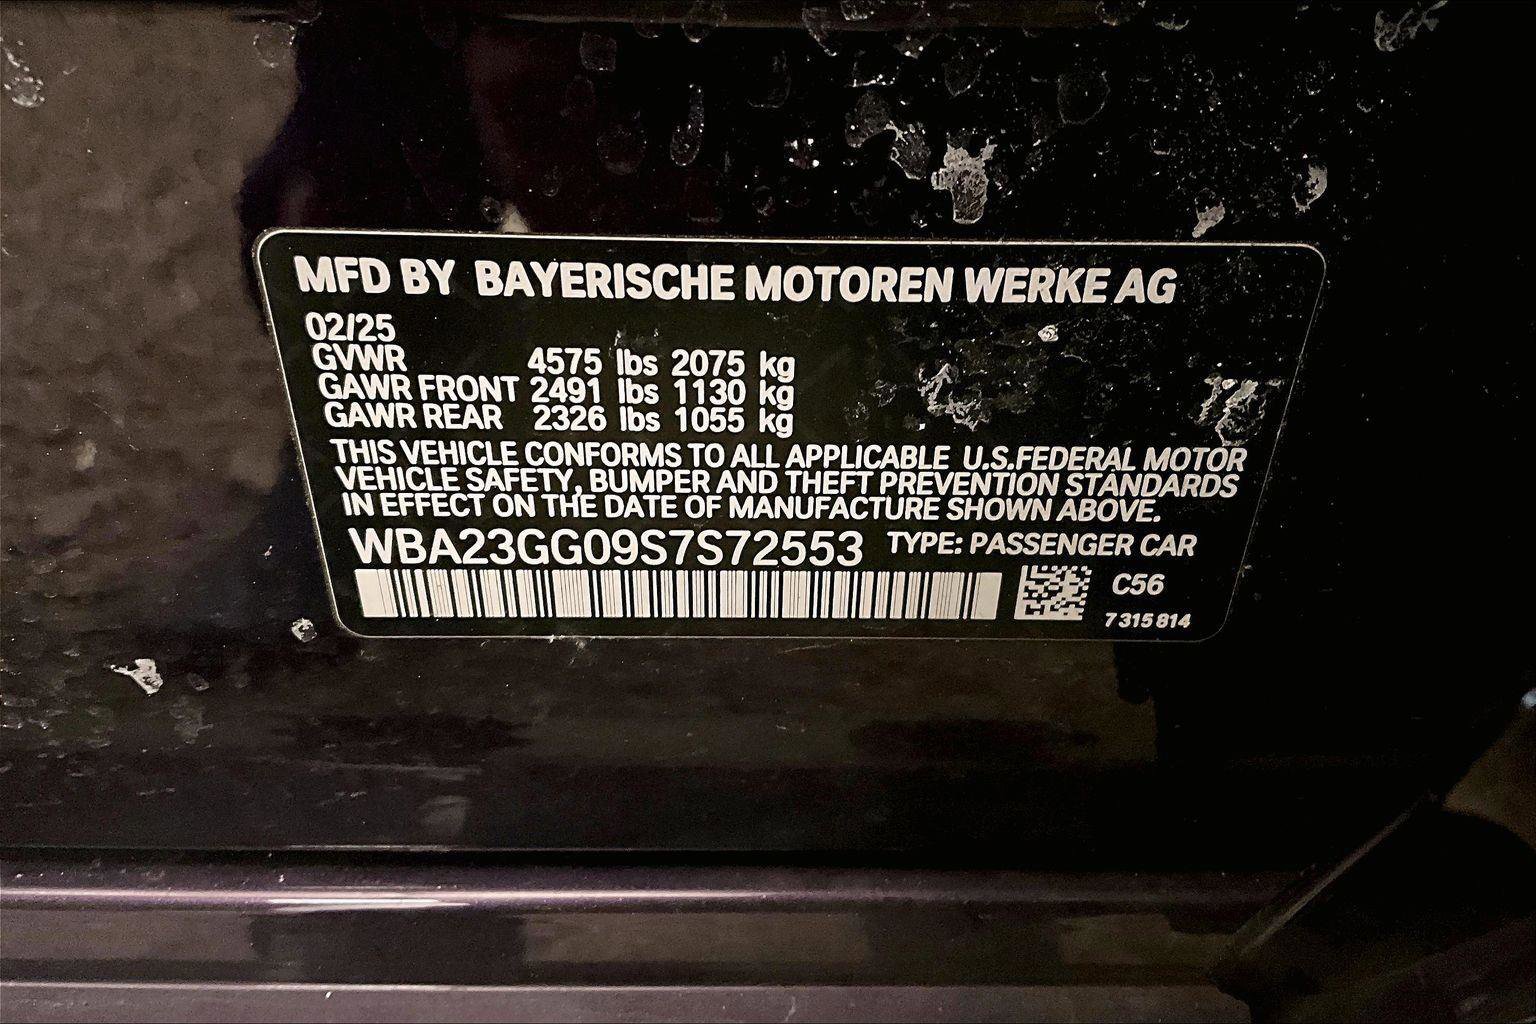 MFD BY BAYERISCHE MOTOREN WERKE AG
02/25
GVWR 4575 lbs 2075 kg
GAWR FRONT 2491 lbs 1130 kg
GAWR REAR 2326 lbs 1055 kg
THIS VEHICLE CONFORMS TO ALL APPLICABLE U.S.FEDERAL MOTOR
VEHICLE SAFETY, BUMPER AND THEFT PREVENTION STANDARDS
IN EFFECT ON THE DATE OF MANUFACTURE SHOWN ABOVE.
WBA23GG09S7S72553 TYPE: PASSENGER CAR
C56
7 315 814